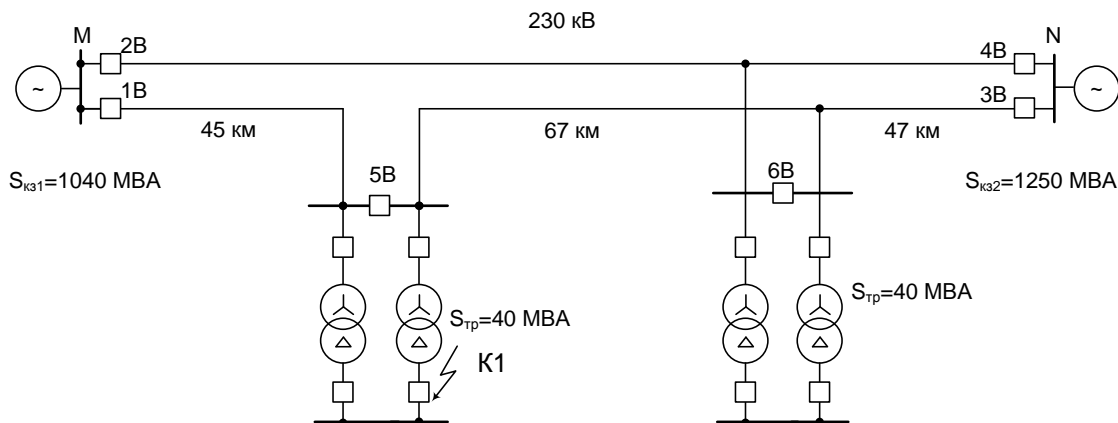 230 кВ
M
N
2В
4В
~
~
1В
3В
45 км
67 км
47 км
Sкз1=1040 МВА
5В
6В
Sкз2=1250 МВА
Sтр=40 МВА
Sтр=40 МВА
К1